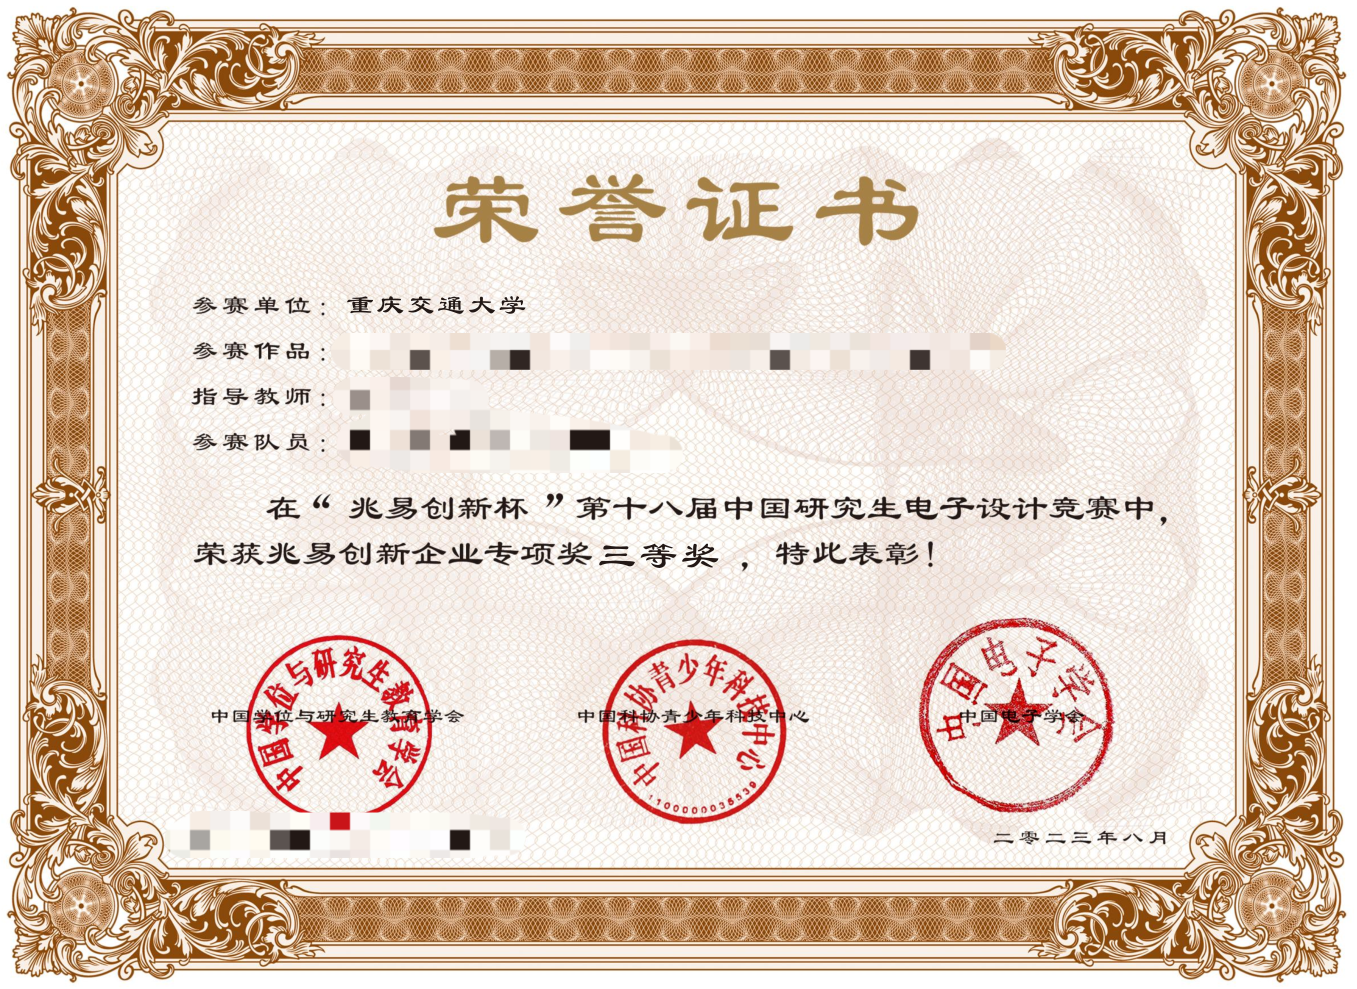 荣誉证书
参赛单位：重庆交通大学
参赛作品：
指导教师：
参赛队员：
在“兆易创新杯”第十八届中国研究生电子设计竞赛中，
荣获兆易创新企业专项奖三等奖，特此表彰！
中国学位与研究生教育学会
中国学位与研究生教育学会
中国科协青少年科技中心
中国科协青少年科技中心
1100000038539
中国电子学会
中国电子学会
二零二三年八月